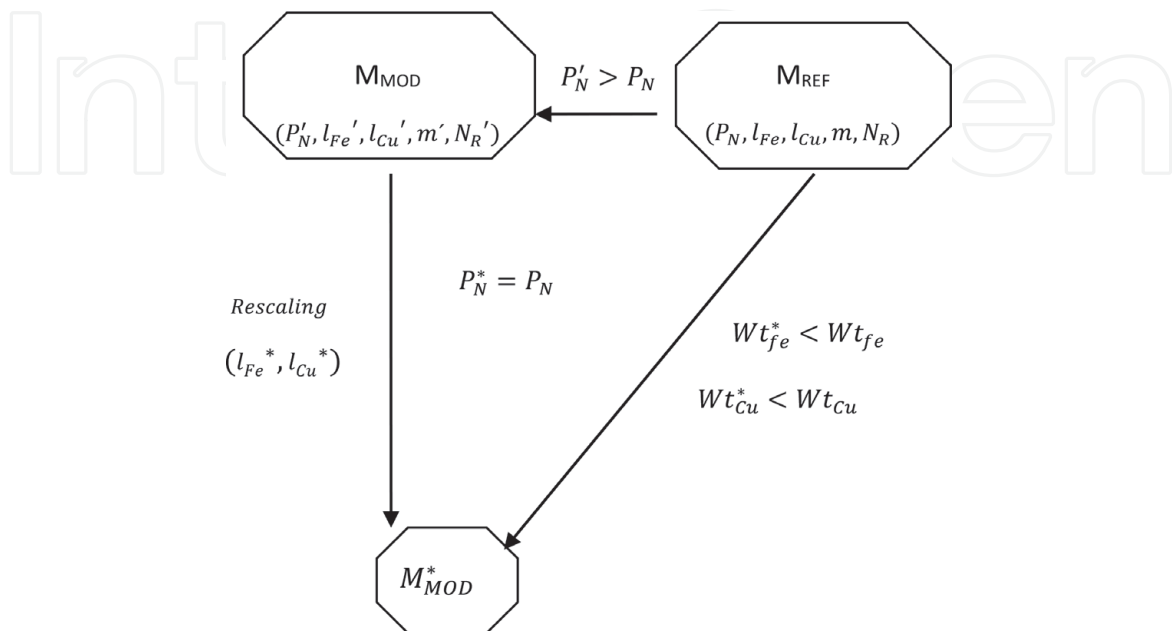 M_MOD
(P'_N, l_Fe', l_Cu', m´, N_R')
P'_N > P_N
M_REF
(P_N, l_Fe, l_Cu, m, N_R)
P*_N = P_N
Rescaling
(l_Fe*, l_Cu*)
Wt*_fe < Wt_fe
Wt*_Cu < Wt_Cu
M*_MOD